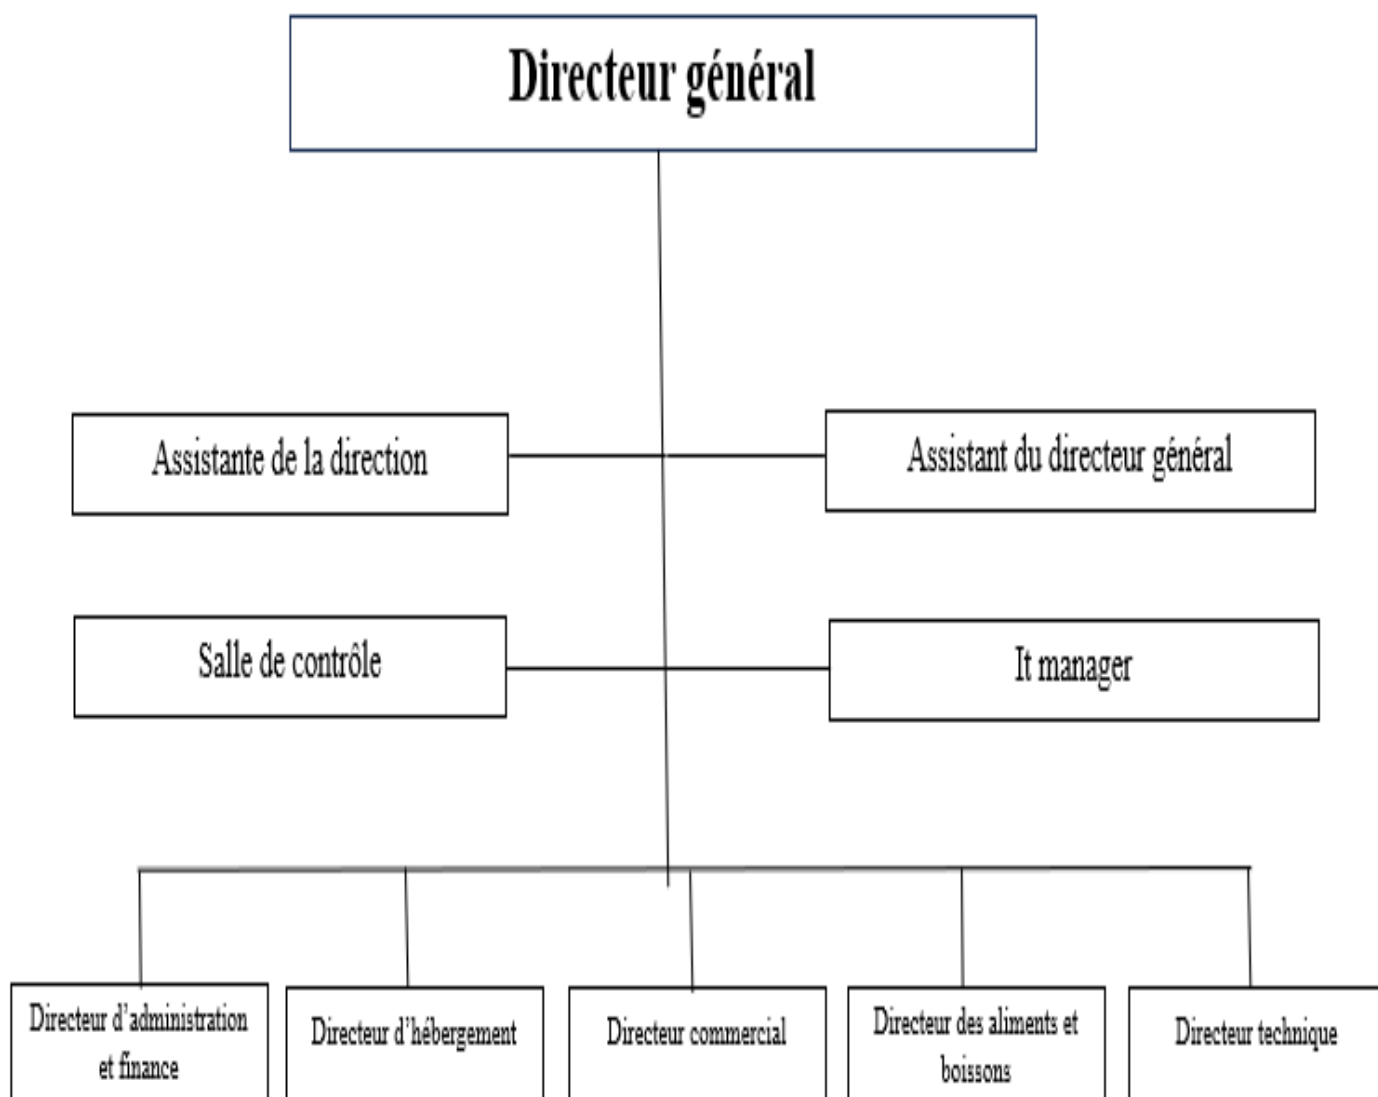 Directeur général
Assistante de la direction
Assistant du directeur général
Salle de contrôle
It manager
Directeur d’administration
et finance
Directeur d’hébergement
Directeur commercial
Directeur des aliments et
boissons
Directeur technique